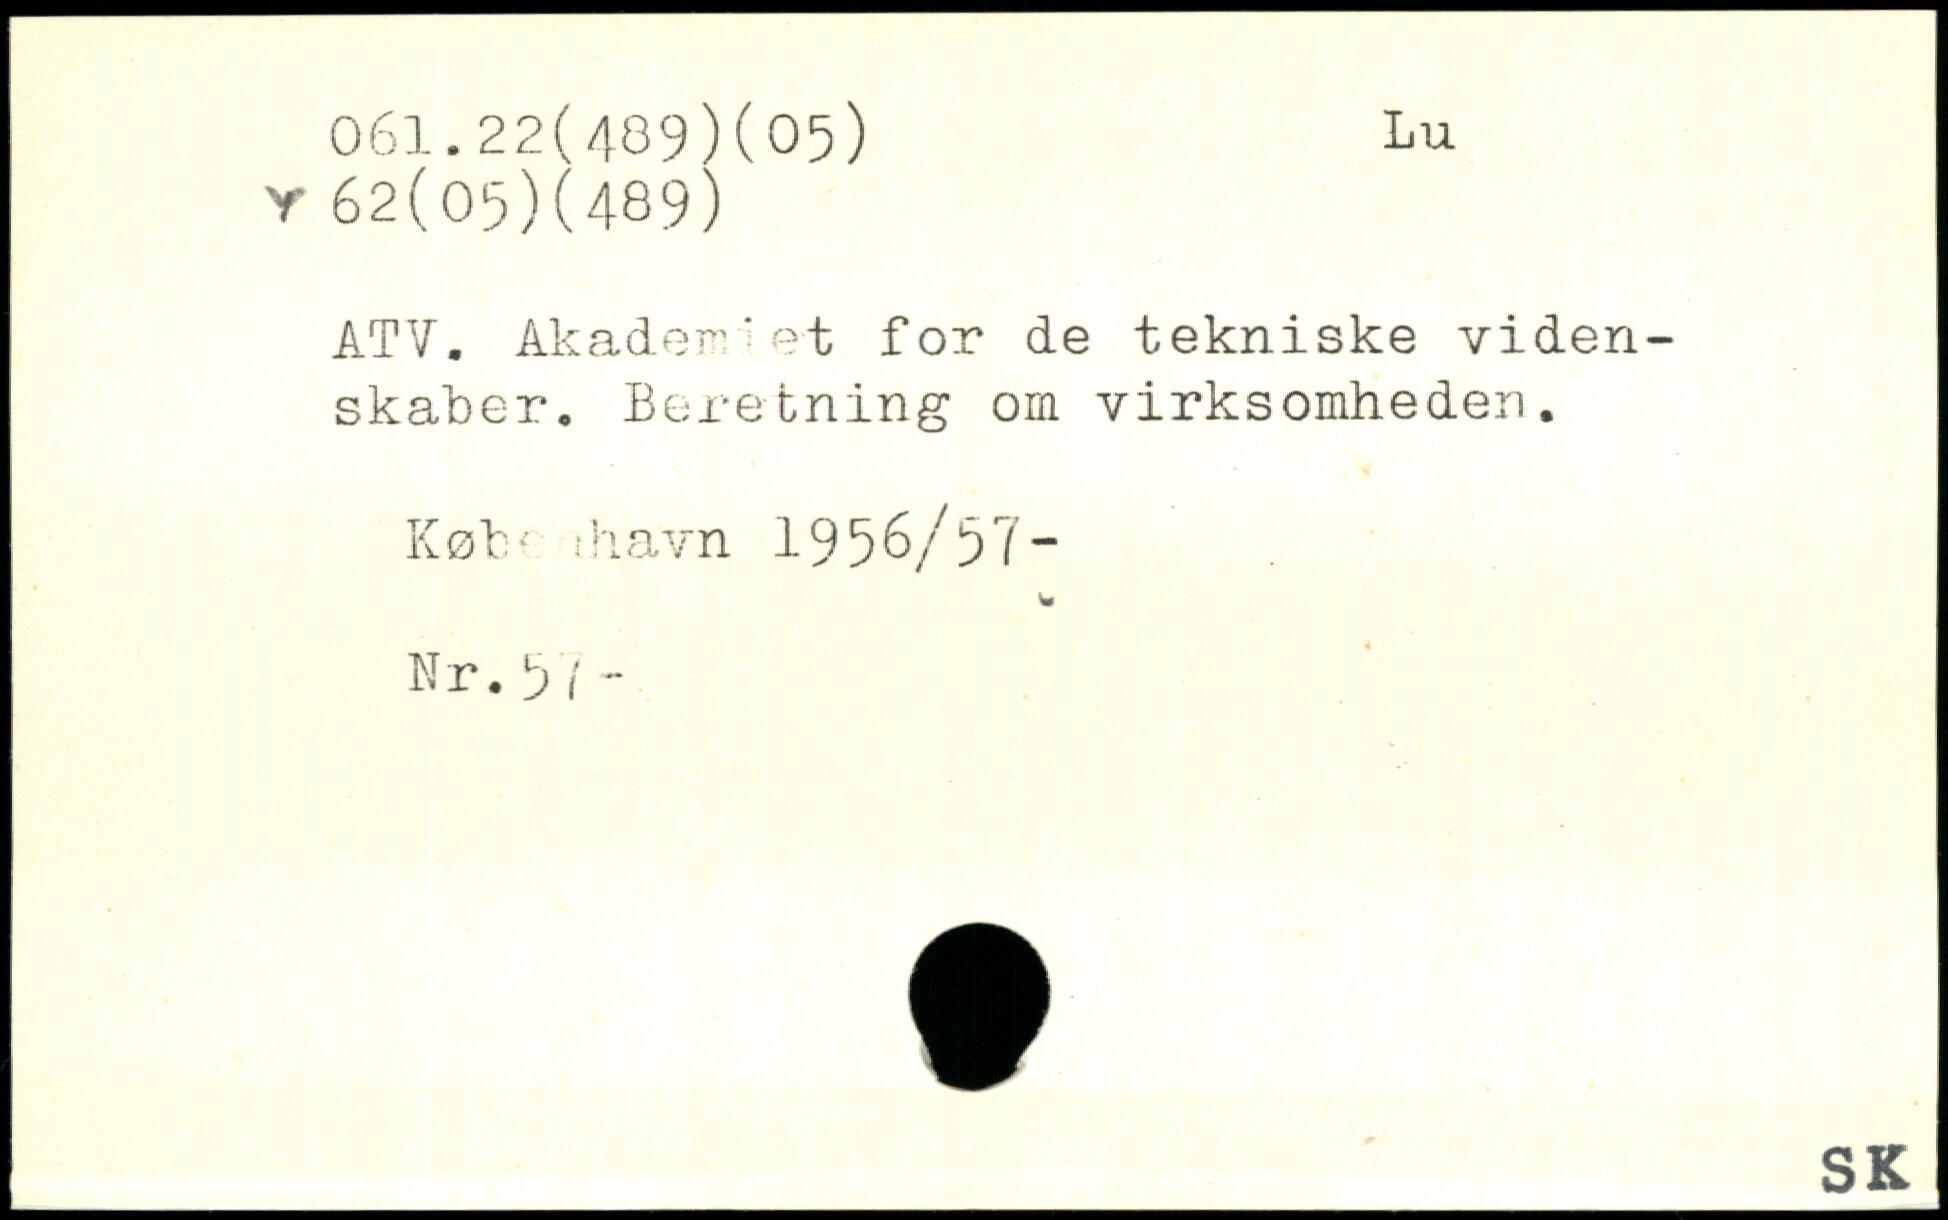 061.22(489)(05) Lu
62(05)(489)
ATV. Akademiet for de tekniske viden-
skaber. Beretning om virksomheden.
København 1956/57-
Nr.57-
SK